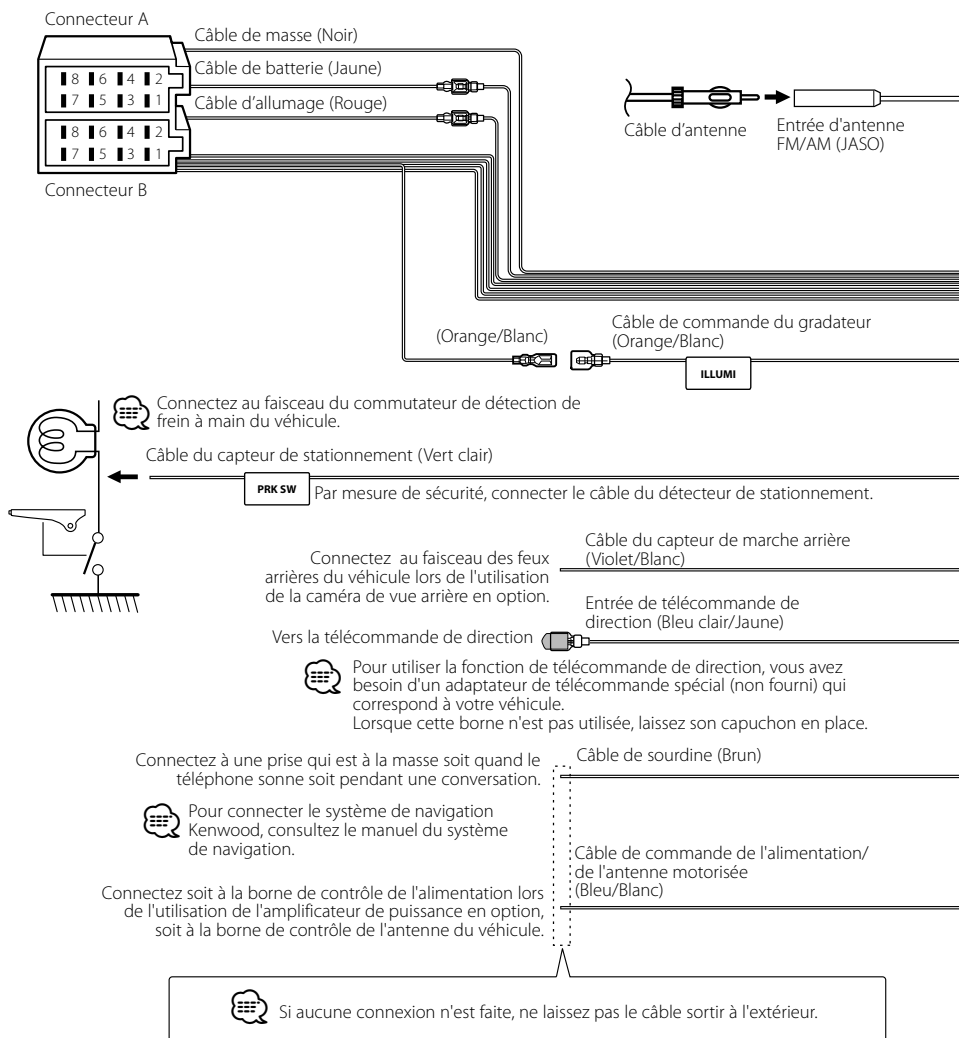 Connecteur A
Câble de masse (Noir)
Câble de batterie (Jaune)
Câble d'allumage (Rouge)
8 6 4 2
7 5 3 1
8 6 4 2
7 5 3 1
Connecteur B
Câble d'antenne
Entrée d'antenne
FM/AM (JASO)
(Orange/Blanc)
Câble de commande du gradateur
(Orange/Blanc)
ILLUMI
Connectez au faisceau du commutateur de détection de
frein à main du véhicule.
Câble du capteur de stationnement (Vert clair)
PRK SW
Par mesure de sécurité, connecter le câble du détecteur de stationnement.
Connectez au faisceau des feux
arrières du véhicule lors de l'utilisation
de la caméra de vue arrière en option.
Câble du capteur de marche arrière
(Violet/Blanc)
Entrée de télécommande de
direction (Bleu clair/Jaune)
Vers la télécommande de direction
Pour utiliser la fonction de télécommande de direction, vous avez
besoin d'un adaptateur de télécommande spécial (non fourni) qui
correspond à votre véhicule.
Lorsque cette borne n'est pas utilisée, laissez son capuchon en place.
Connectez à une prise qui est à la masse soit quand le
téléphone sonne soit pendant une conversation.
Câble de sourdine (Brun)
Pour connecter le système de navigation
Kenwood, consultez le manuel du système
de navigation.
Câble de commande de l'alimentation/
de l'antenne motorisée
(Bleu/Blanc)
Connectez soit à la borne de contrôle de l'alimentation lors
de l'utilisation de l'amplificateur de puissance en option,
soit à la borne de contrôle de l'antenne du véhicule.
Si aucune connexion n'est faite, ne laissez pas le câble sortir à l'extérieur.